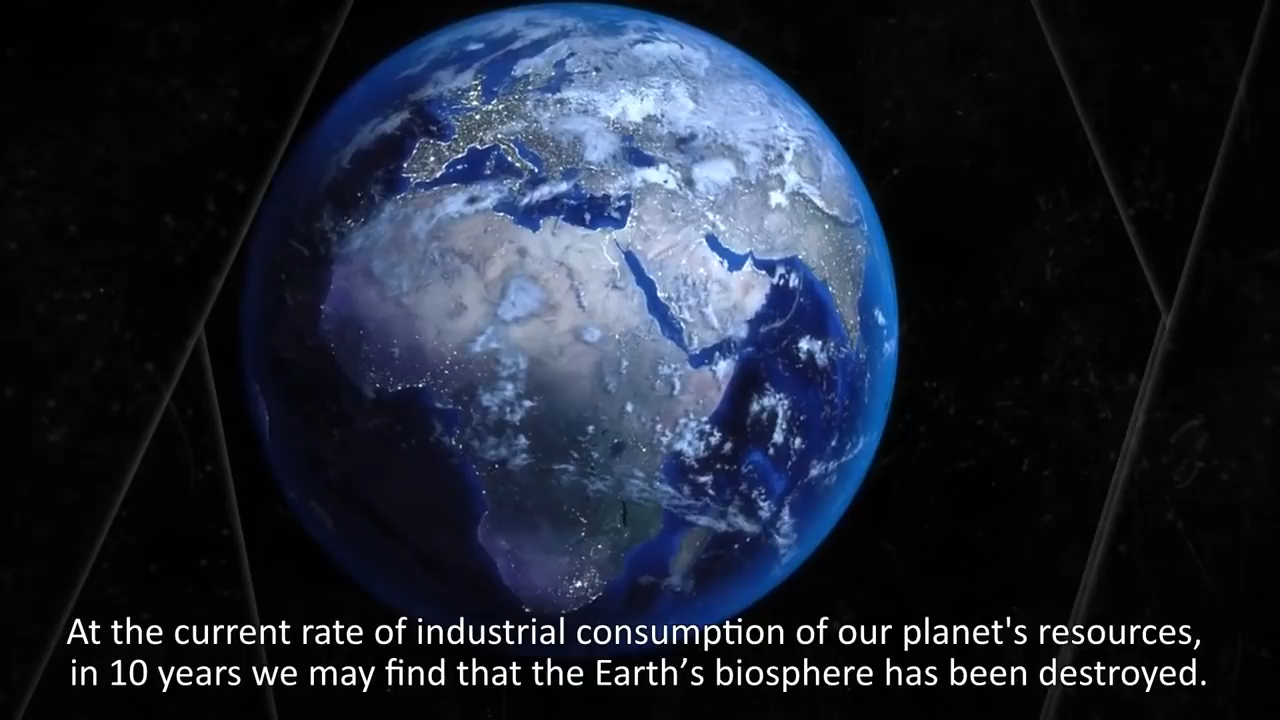 At the current rate of industrial consumption of our planet's resources,
in 10 years we may find that the Earth’s biosphere has been destroyed.